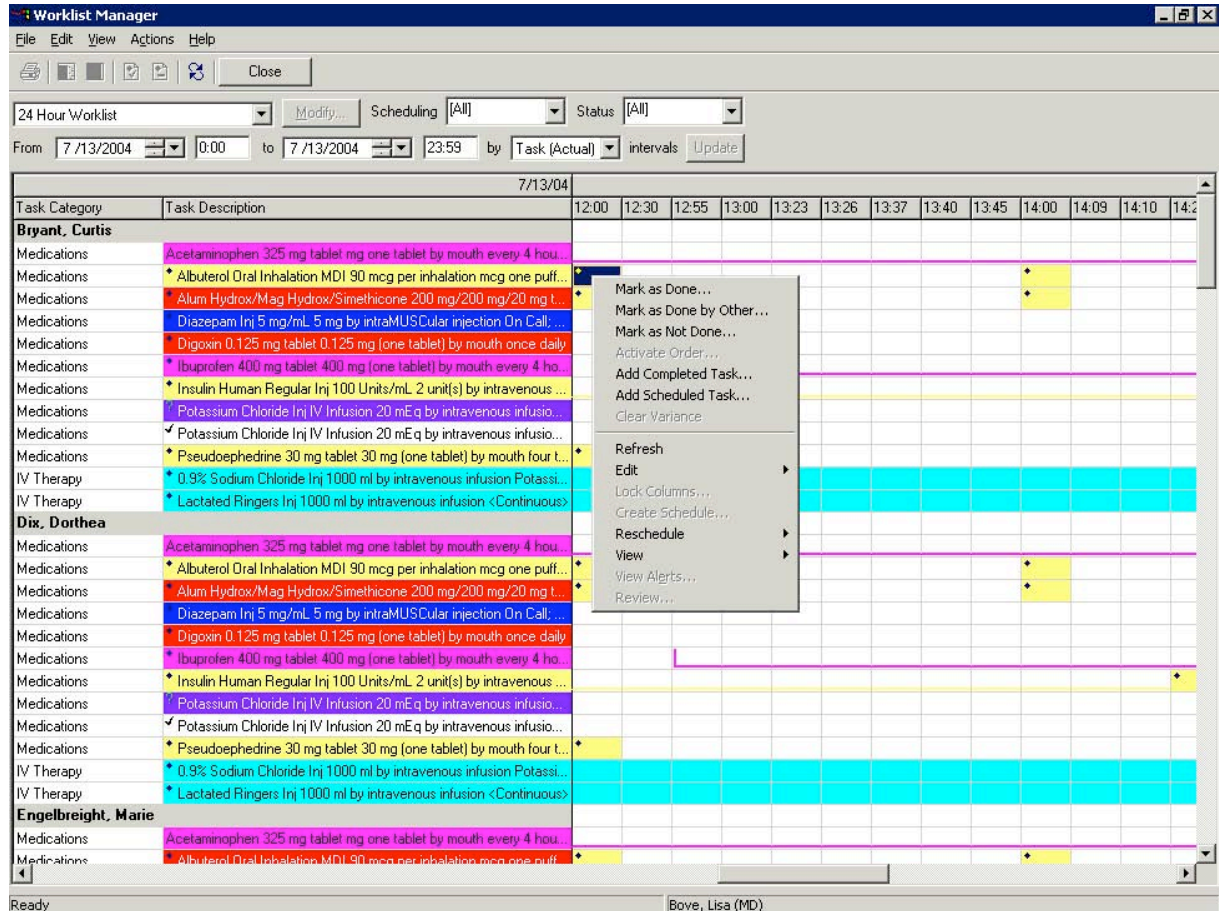 Worklist Manager
File Edit View Actions Help
Close
24 Hour Worklist Modify... Scheduling [All] Status [All]
From 7 /13/2004 0:00 to 7 /13/2004 23:59 by Task (Actual) intervals Update
7/13/04
Task Category Task Description 12:00 12:30 12:55 13:00 13:23 13:26 13:37 13:40 13:45 14:00 14:09 14:10 14:2
Bryant, Curtis
Medications Acetaminophen 325 mg tablet mg one tablet by mouth every 4 hou...
Medications Albuterol Oral Inhalation MDI 90 mcg per inhalation mcg one puff...
Medications Alum Hydrox/Mag Hydrox/Simethicone 200 mg/200 mg/20 mg t...
Medications Diazepam Inj 5 mg/mL 5 mg by intraMUSCular injection On Call; ...
Medications Digoxin 0.125 mg tablet 0.125 mg (one tablet) by mouth once daily
Medications Ibuprofen 400 mg tablet 400 mg (one tablet) by mouth every 4 ho...
Medications Insulin Human Regular Inj 100 Units/mL 2 unit(s) by intravenous ...
Medications Potassium Chloride Inj IV Infusion 20 mEq by intravenous infusio...
Medications Potassium Chloride Inj IV Infusion 20 mEq by intravenous infusio...
Medications Pseudoephedrine 30 mg tablet 30 mg (one tablet) by mouth four t...
IV Therapy 0.9% Sodium Chloride Inj 1000 ml by intravenous infusion Potassi...
IV Therapy Lactated Ringers Inj 1000 ml by intravenous infusion <Continuous>
Mark as Done...
Mark as Done by Other...
Mark as Not Done...
Activate Order...
Add Completed Task...
Add Scheduled Task...
Clear Variance
Refresh
Edit
Lock Columns...
Create Schedule...
Reschedule
View
View Alerts...
Review...
Dix, Dorthea
Medications Acetaminophen 325 mg tablet mg one tablet by mouth every 4 hou...
Medications Albuterol Oral Inhalation MDI 90 mcg per inhalation mcg one puff...
Medications Alum Hydrox/Mag Hydrox/Simethicone 200 mg/200 mg/20 mg t...
Medications Diazepam Inj 5 mg/mL 5 mg by intraMUSCular injection On Call; ...
Medications Digoxin 0.125 mg tablet 0.125 mg (one tablet) by mouth once daily
Medications Ibuprofen 400 mg tablet 400 mg (one tablet) by mouth every 4 ho...
Medications Insulin Human Regular Inj 100 Units/mL 2 unit(s) by intravenous ...
Medications Potassium Chloride Inj IV Infusion 20 mEq by intravenous infusio...
Medications Potassium Chloride Inj IV Infusion 20 mEq by intravenous infusio...
Medications Pseudoephedrine 30 mg tablet 30 mg (one tablet) by mouth four t...
IV Therapy 0.9% Sodium Chloride Inj 1000 ml by intravenous infusion Potassi...
IV Therapy Lactated Ringers Inj 1000 ml by intravenous infusion <Continuous>
Engelbreight, Marie
Medications Acetaminophen 325 mg tablet mg one tablet by mouth every 4 hou...
Medications Albuterol Oral Inhalation MDI 90 mcg per inhalation mcg one puff
Ready Bove, Lisa (MD)